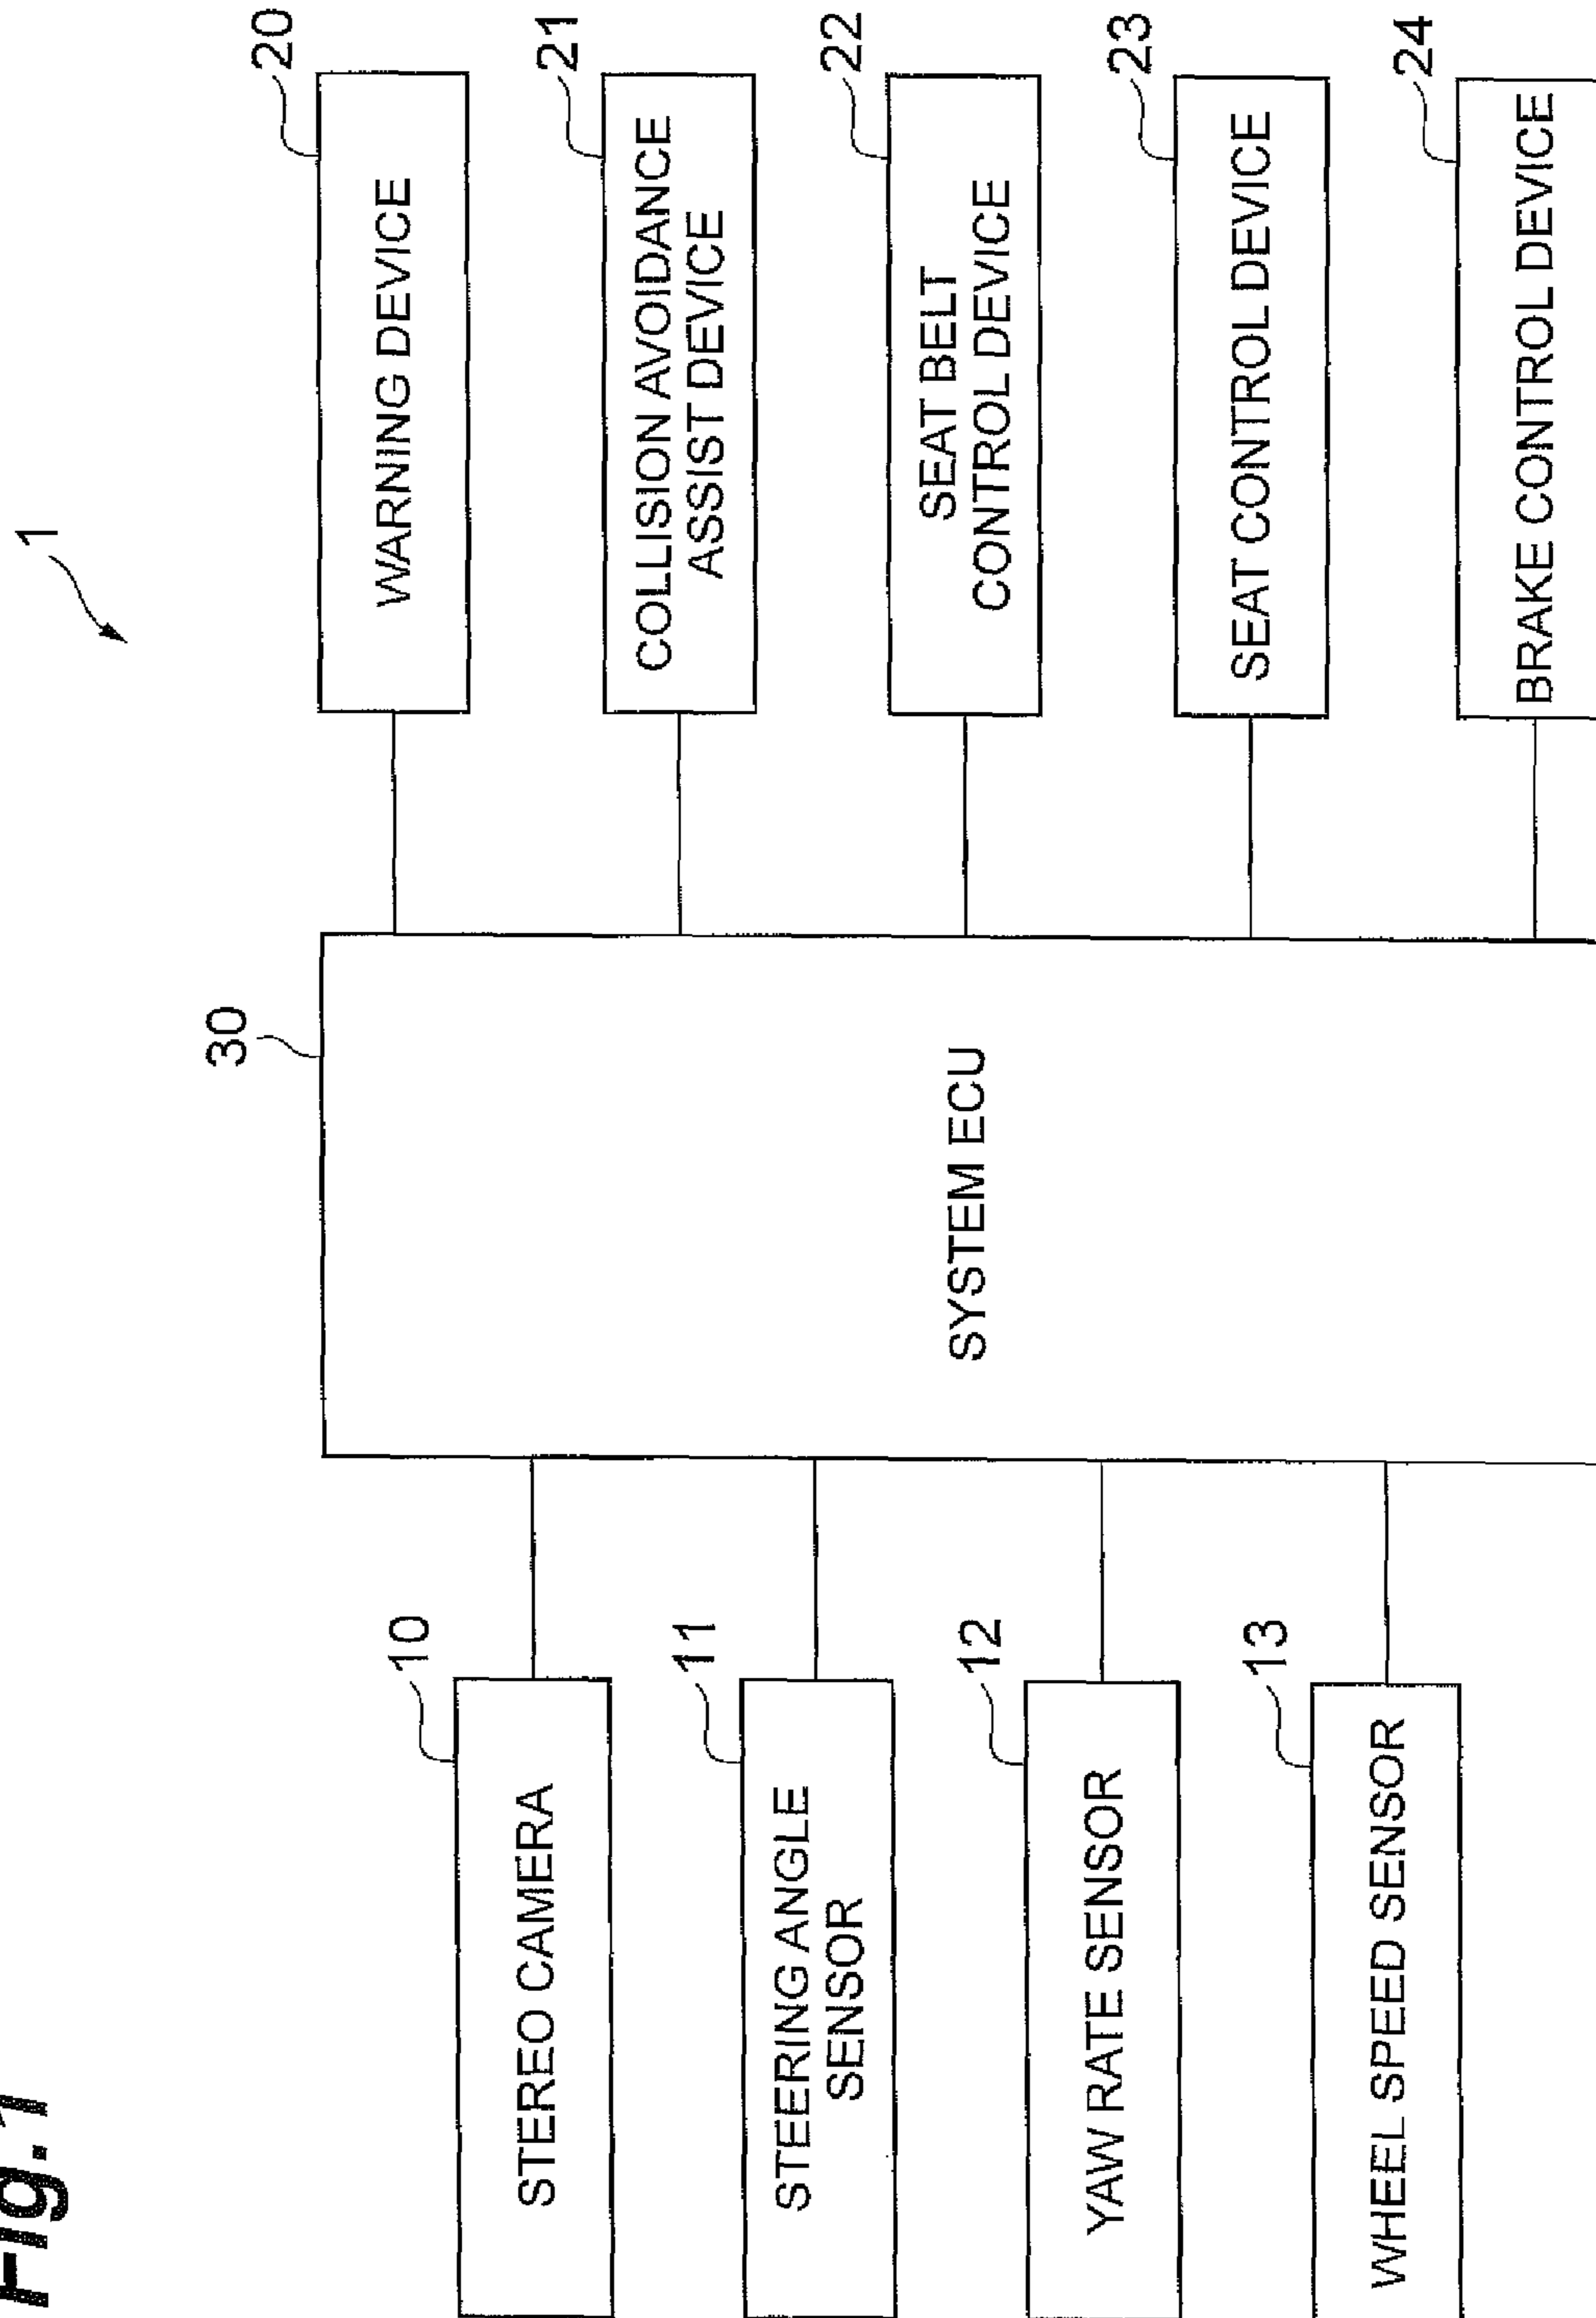 Fig.1
1
30
10
STEREO CAMERA
11
STEERING ANGLE
SENSOR
12
YAW RATE SENSOR
13
WHEEL SPEED SENSOR
SYSTEM ECU
20
WARNING DEVICE
21
COLLISION AVOIDANCE
ASSIST DEVICE
22
SEAT BELT
CONTROL DEVICE
23
SEAT CONTROL DEVICE
24
BRAKE CONTROL DEVICE